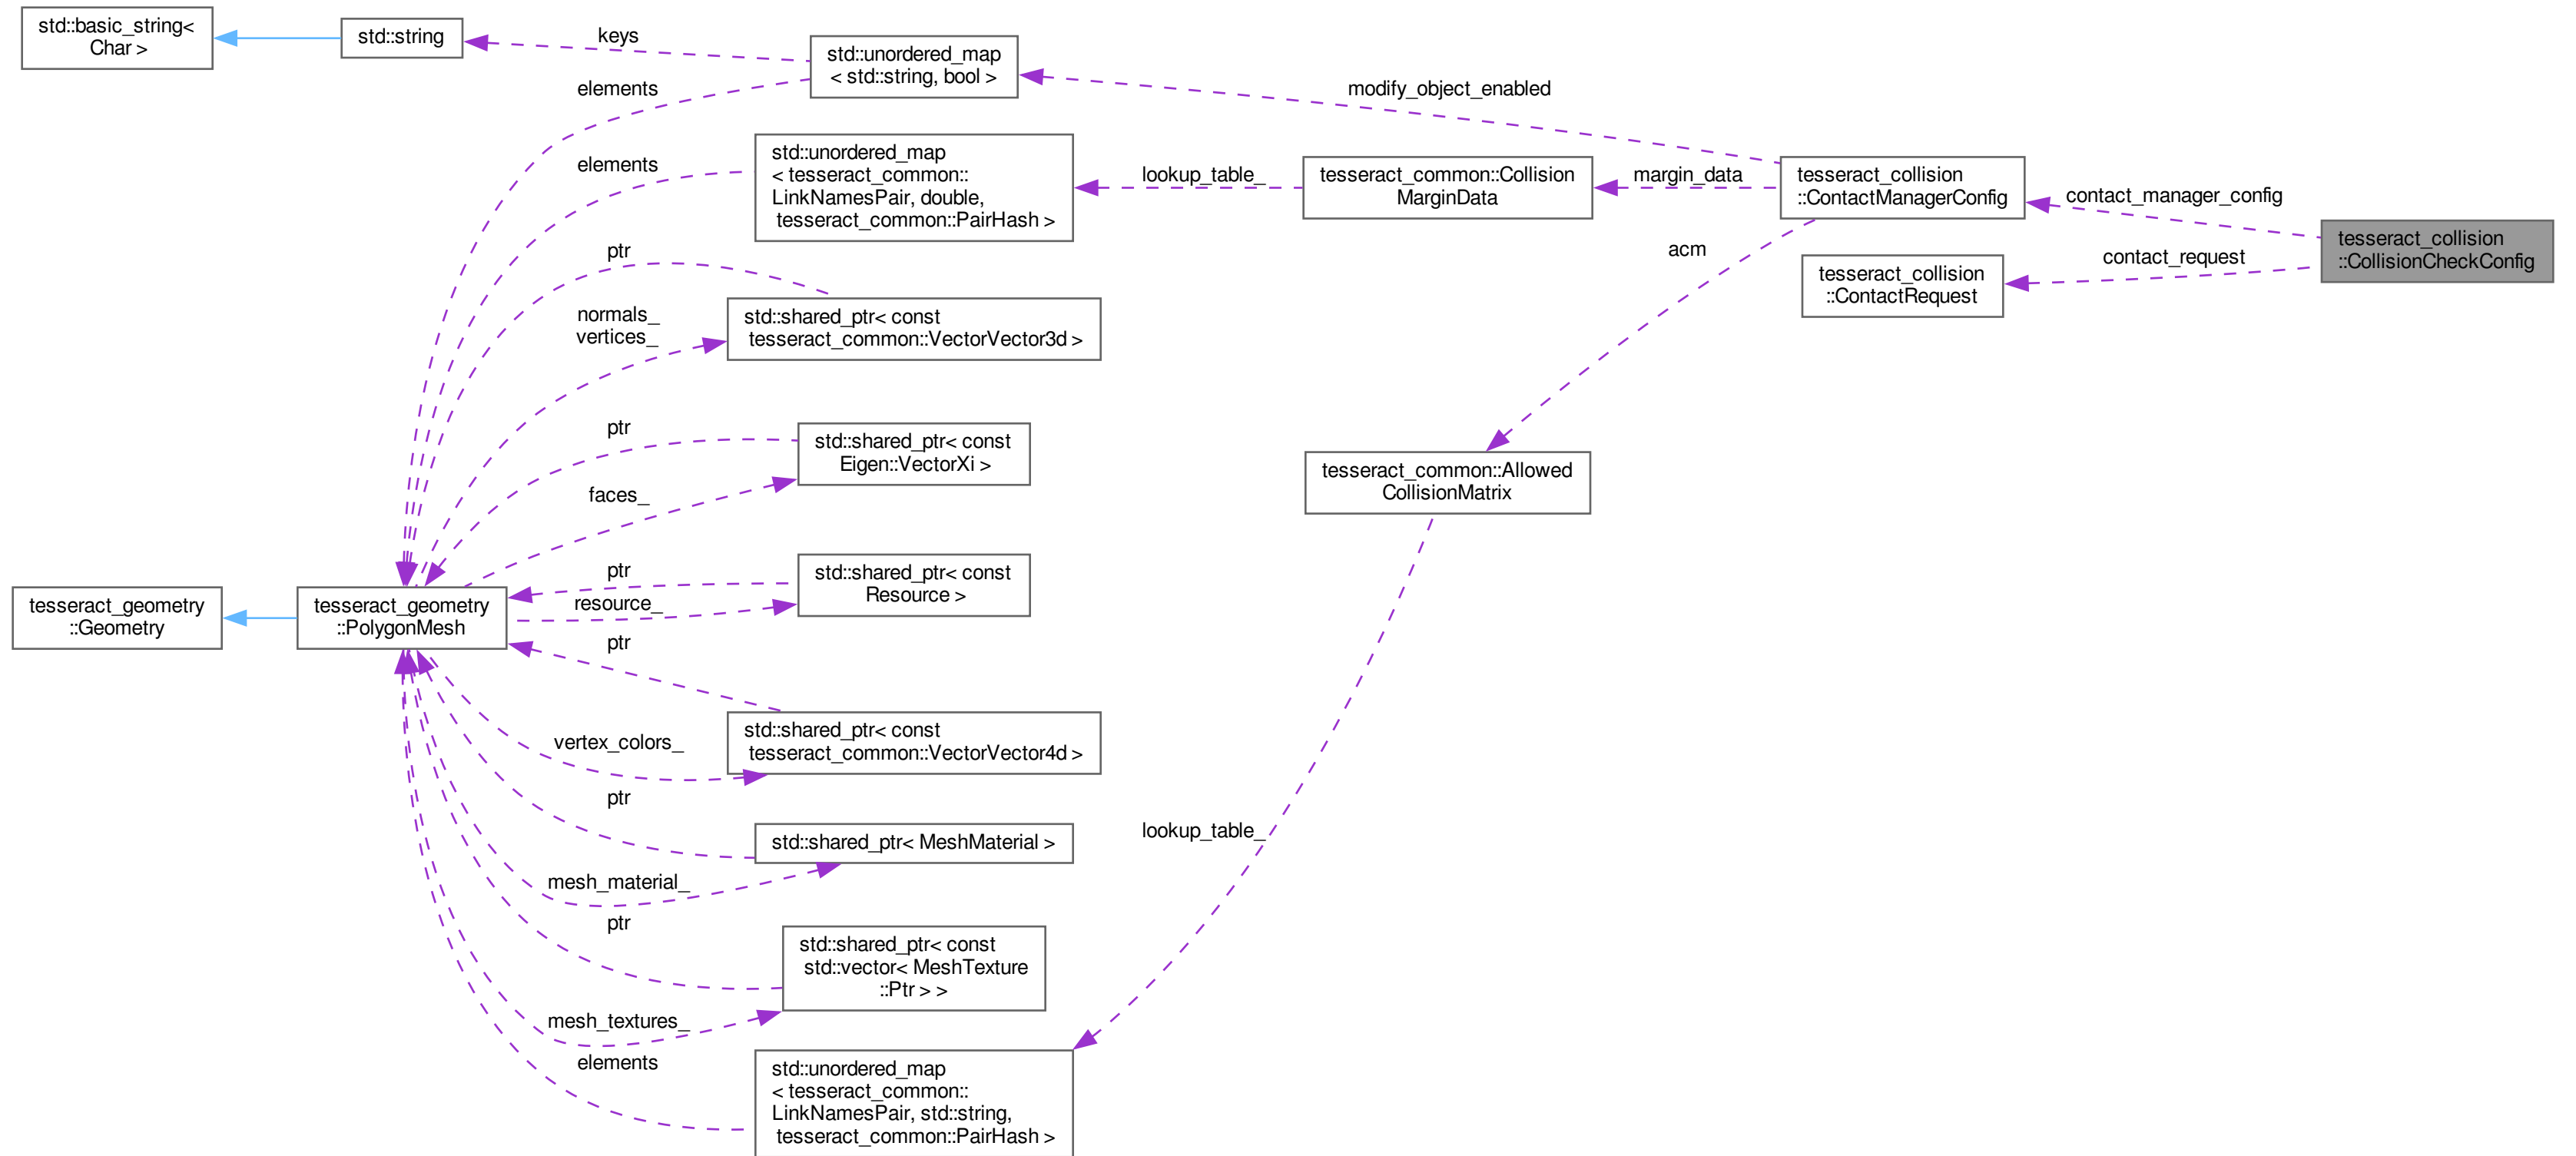 std::basic_string<
Char >
std::string
keys
std::unordered_map
< std::string, bool >
elements
modify_object_enabled
std::unordered_map
< tesseract_common::
LinkNamesPair, double,
tesseract_common::PairHash >
elements
lookup_table_
tesseract_common::Collision
MarginData
margin_data
tesseract_collision
::ContactManagerConfig
contact_manager_config
tesseract_collision
::CollisionCheckConfig
contact_request
tesseract_collision
::ContactRequest
acm
ptr
normals_
vertices_
std::shared_ptr< const
tesseract_common::VectorVector3d >
ptr
std::shared_ptr< const
Eigen::VectorXi >
faces_
tesseract_common::Allowed
CollisionMatrix
ptr
std::shared_ptr< const
Resource >
resource_
tesseract_geometry
::Geometry
tesseract_geometry
::PolygonMesh
ptr
vertex_colors_
std::shared_ptr< const
tesseract_common::VectorVector4d >
ptr
std::shared_ptr< MeshMaterial >
lookup_table_
mesh_material_
ptr
std::shared_ptr< const
std::vector< MeshTexture
::Ptr > >
mesh_textures_
elements
std::unordered_map
< tesseract_common::
LinkNamesPair, std::string,
tesseract_common::PairHash >